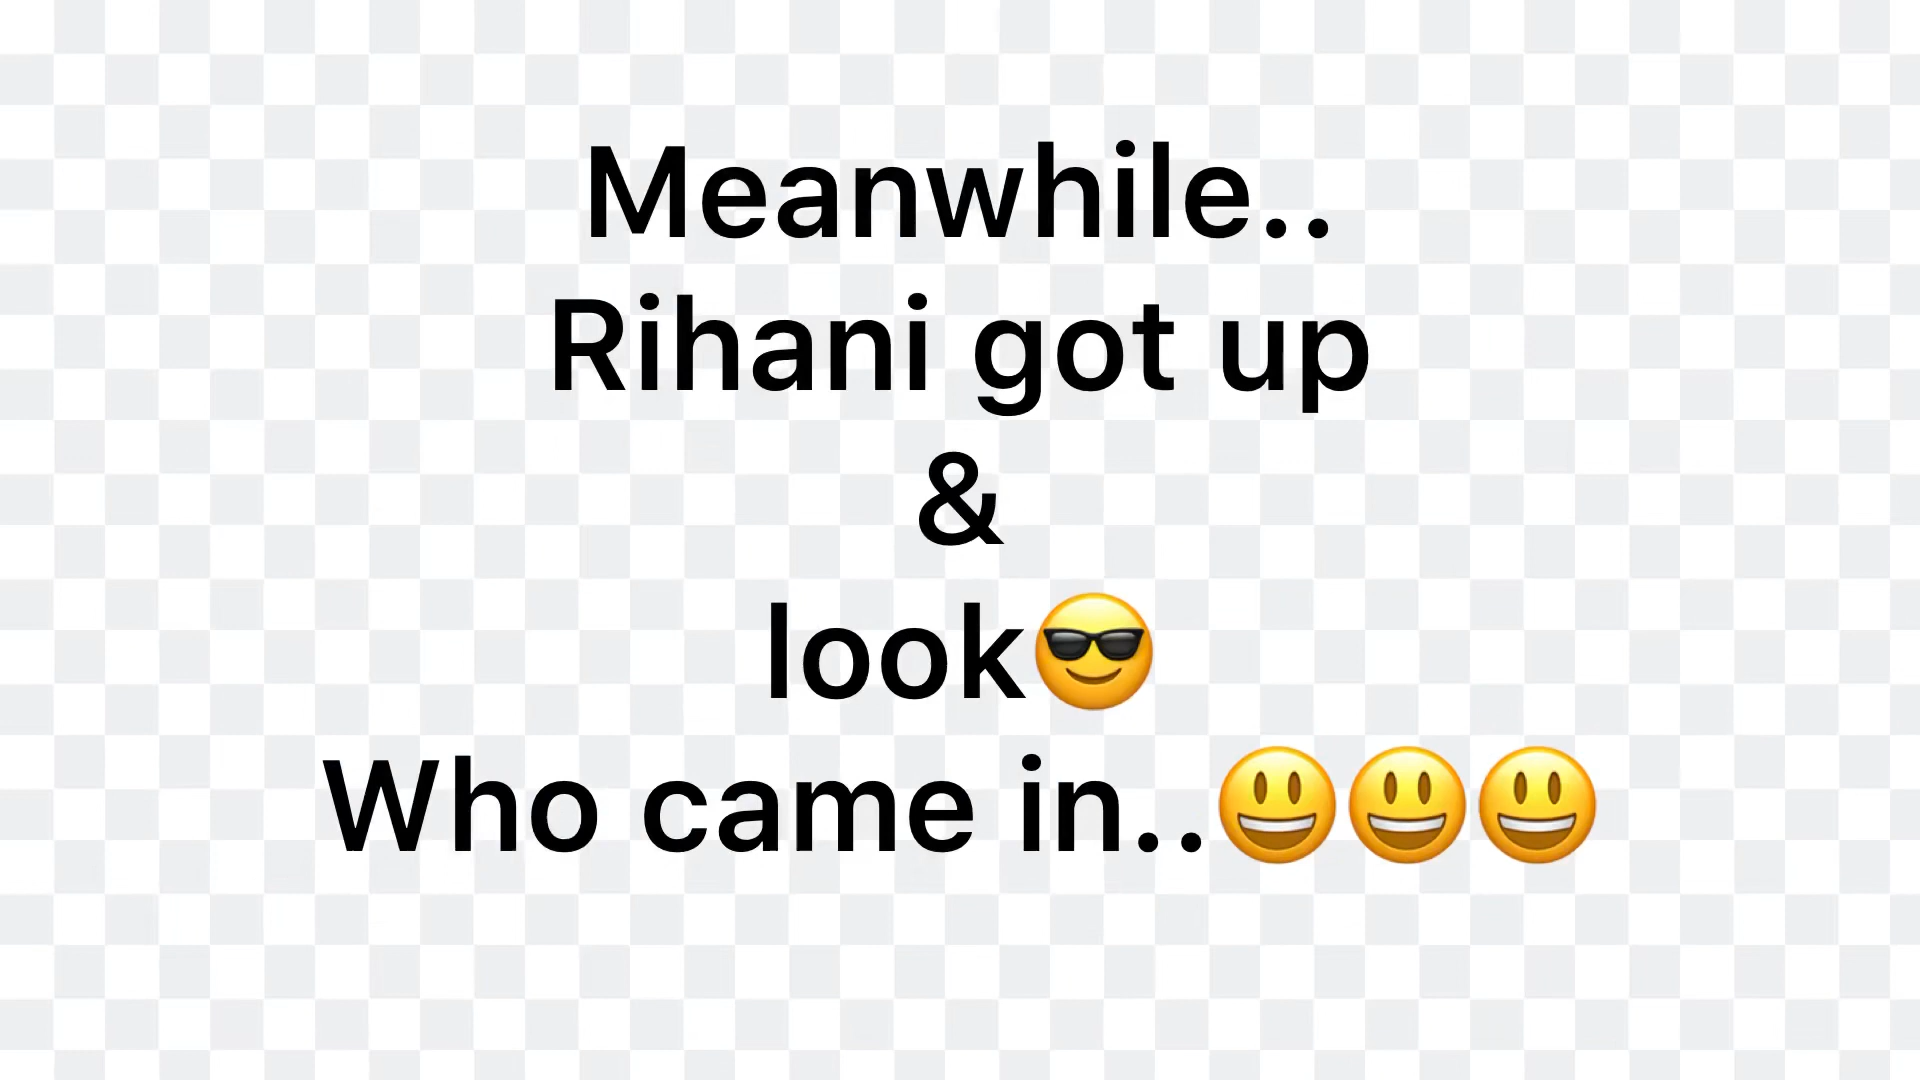 Meanwhile..
Rihani got up
&
look😎
Who came in..😃😃😃